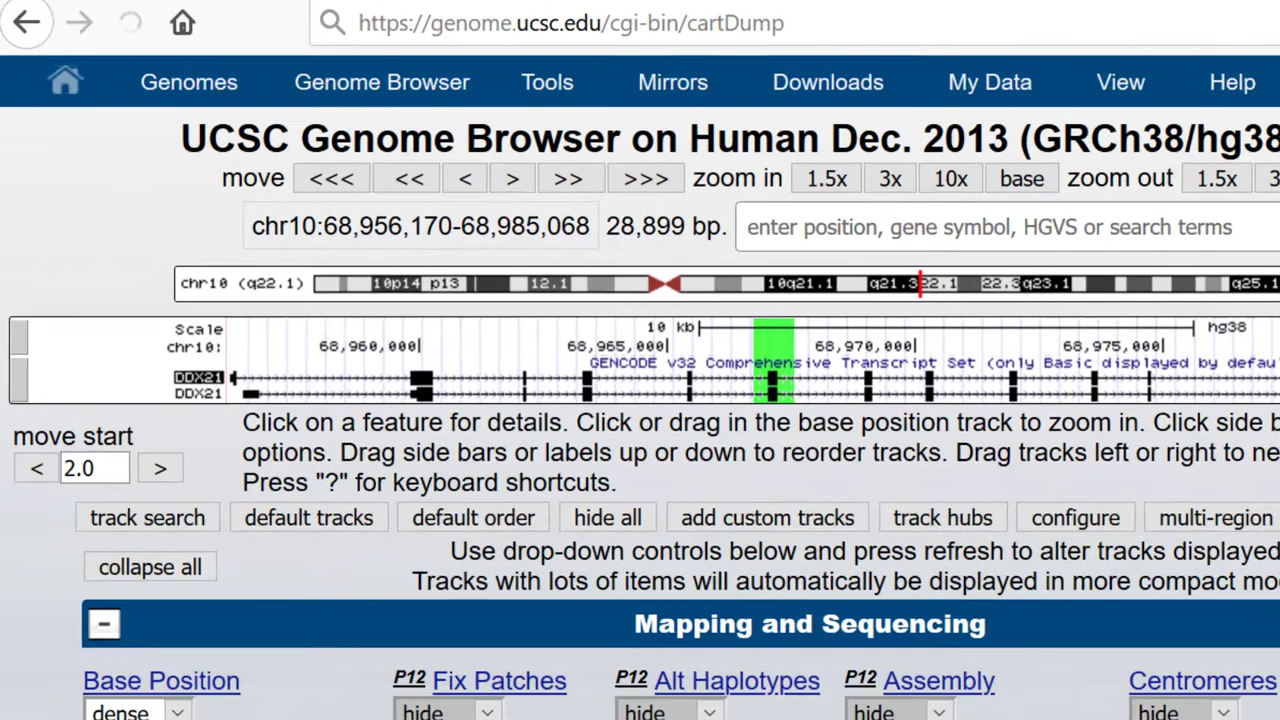 https://genome.ucsc.edu/cgi-bin/cartDump
Genomes Genome Browser Tools Mirrors Downloads My Data View Help
UCSC Genome Browser on Human Dec. 2013 (GRCh38/hg38
move <<< << < > >> >>> zoom in 1.5x 3x 10x base zoom out 1.5x 3
chr10:68,956,170-68,985,068 28,899 bp. enter position, gene symbol, HGVS or search terms
chr10 (q22.1) 10p14 p13 12.1 10q21.1 q21.3 22.1 22.3 q23.1 q25.1
Scale 10 kb hg38
chr10: 68,960,000 68,965,000 68,970,000 68,975,000
GENCODE v32 Comprehensive Transcript Set (only Basic displayed by defau
DDX21
DDX21
Click on a feature for details. Click or drag in the base position track to zoom in. Click side b
options. Drag side bars or labels up or down to reorder tracks. Drag tracks left or right to ne
Press "?" for keyboard shortcuts.
move start
< 2.0 >
track search default tracks default order hide all add custom tracks track hubs configure multi-region
Use drop-down controls below and press refresh to alter tracks displayed
collapse all
Tracks with lots of items will automatically be displayed in more compact mo
- Mapping and Sequencing
Base Position P12 Fix Patches P12 Alt Haplotypes P12 Assembly Centromeres
dense hide hide hide hide